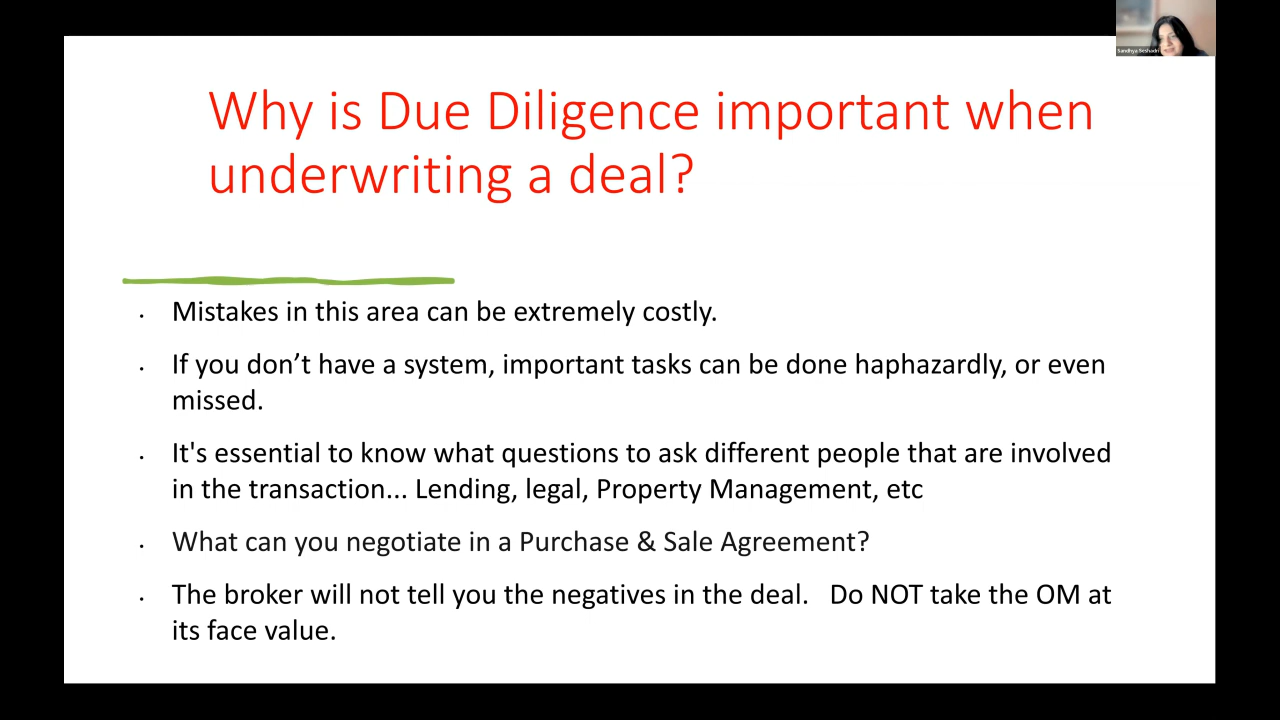 Sandhya Seshadri
Why is Due Diligence important when
underwriting a deal?
• Mistakes in this area can be extremely costly.
• If you don’t have a system, important tasks can be done haphazardly, or even
missed.
• It's essential to know what questions to ask different people that are involved
in the transaction... Lending, legal, Property Management, etc
• What can you negotiate in a Purchase & Sale Agreement?
• The broker will not tell you the negatives in the deal.   Do NOT take the OM at
its face value.